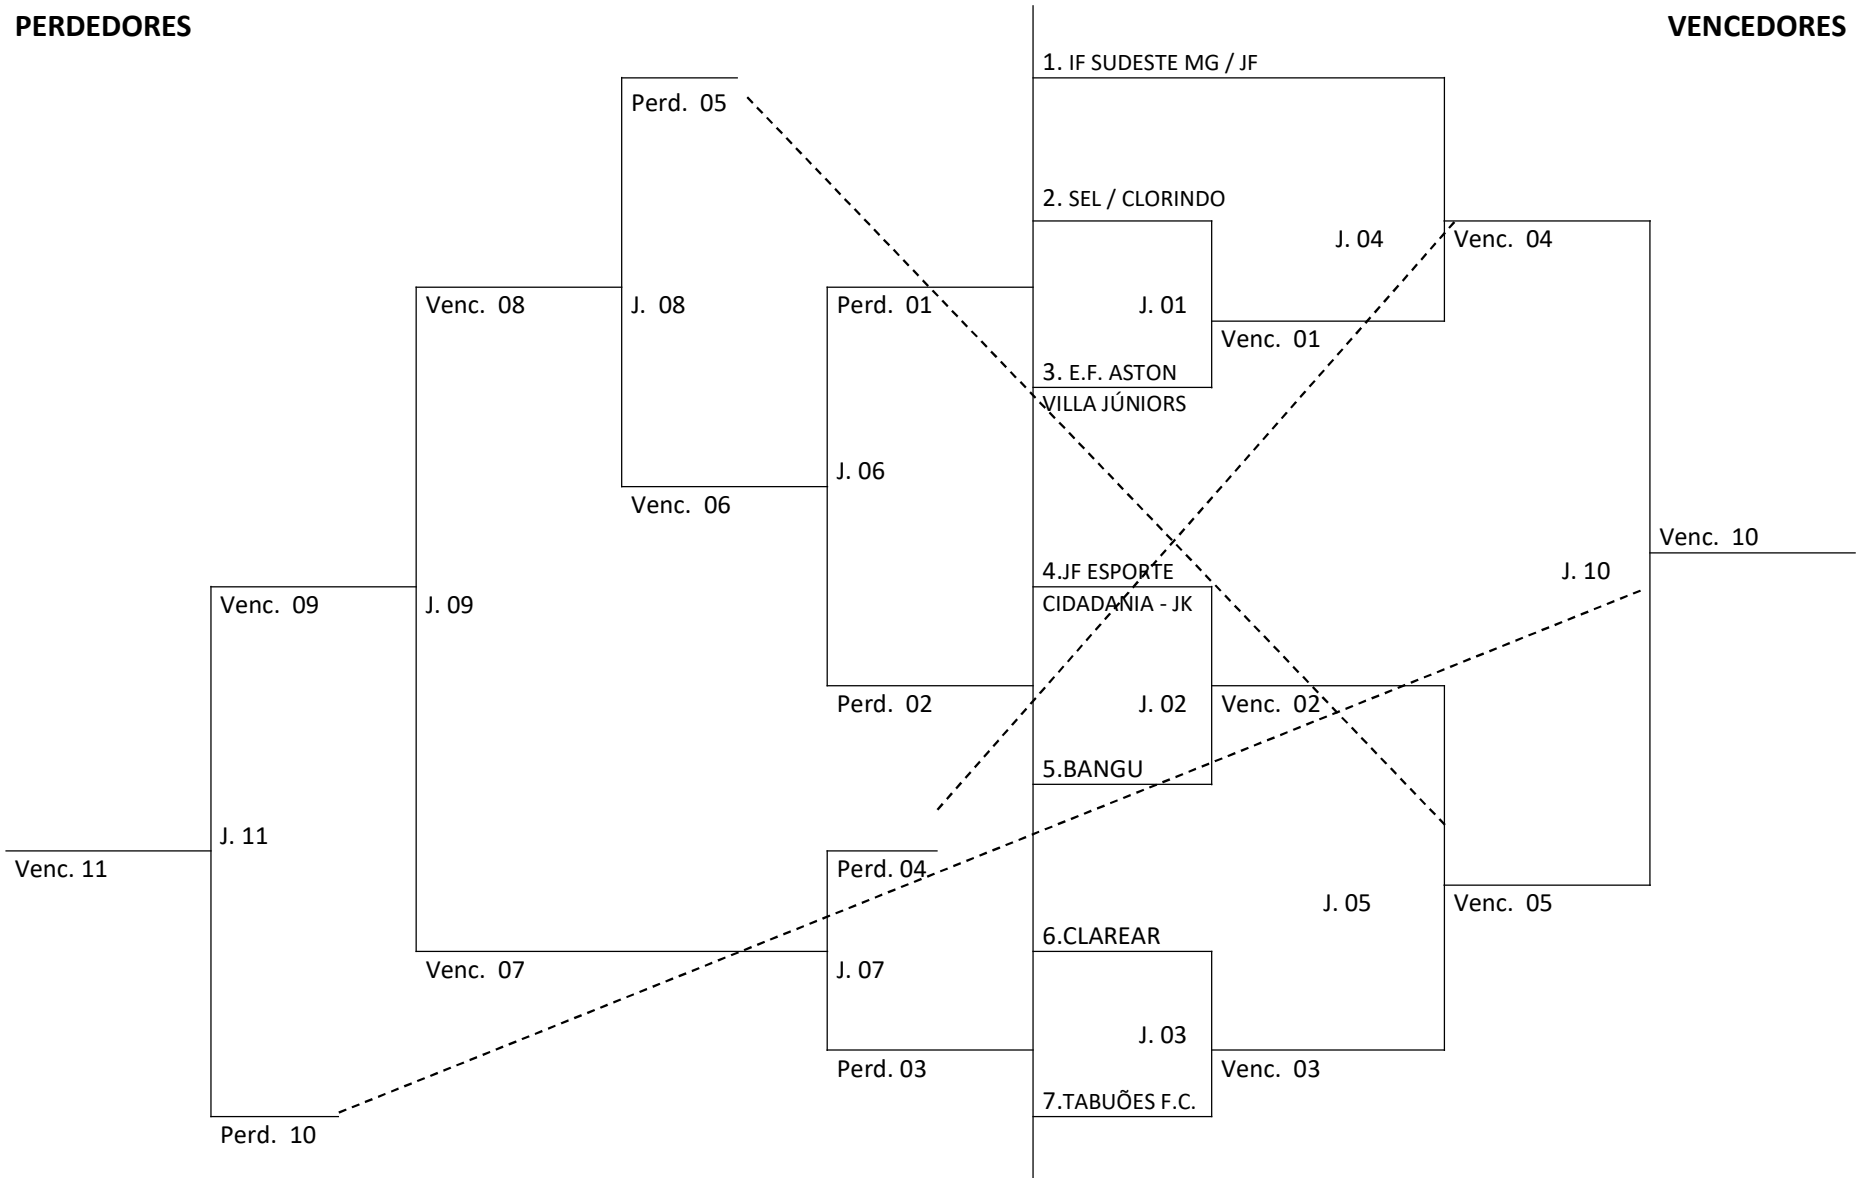 PERDEDORES
VENCEDORES
1. IF SUDESTE MG / JF
Perd. 05
2. SEL / CLORINDO
J. 04
Venc. 04
Venc. 08
J. 08
Perd. 01
J. 01
Venc. 01
3. E.F. ASTON
VILLA JÚNIORS
J. 06
Venc. 06
Venc. 10
4.JF ESPORTE
J. 10
CIDADANIA - JK
Venc. 09
J. 09
Perd. 02
J. 02
Venc. 02
5.BANGU
J. 11
Venc. 11
Perd. 04
J. 05
Venc. 05
6.CLAREAR
Venc. 07
J. 07
J. 03
Perd. 03
Venc. 03
7.TABUÕES F.C.
Perd. 10